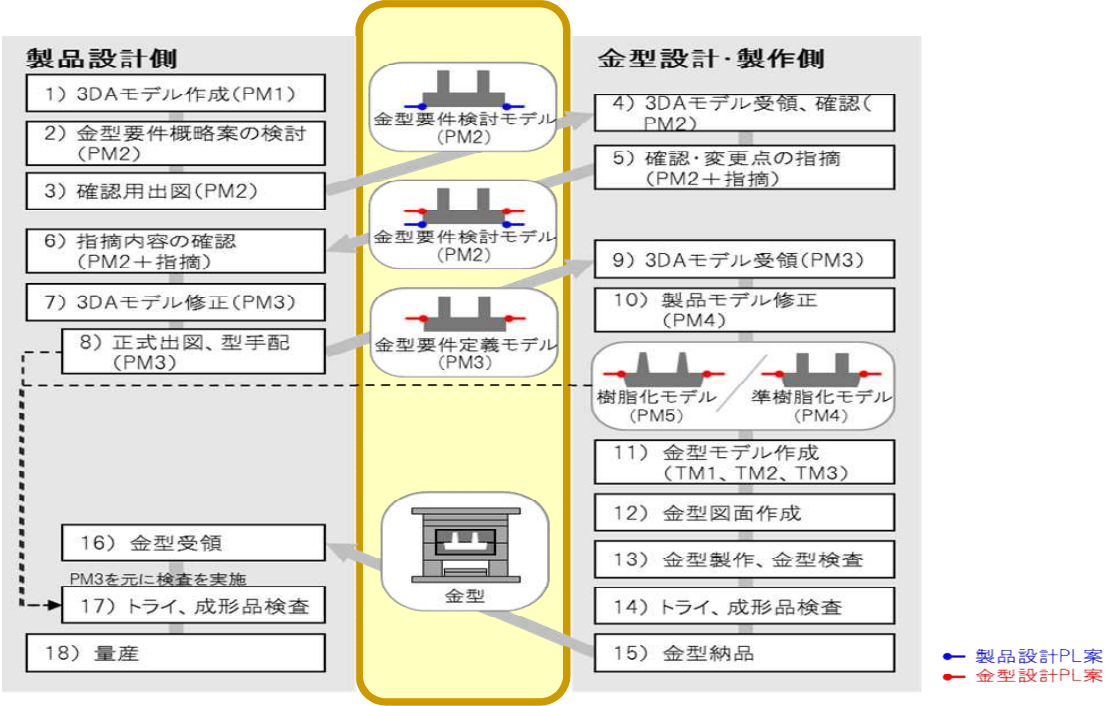 製品設計側
1) 3DAモデル作成(PM1)
2) 金型要件概略案の検討
(PM2)
3) 確認用出図(PM2)
6) 指摘内容の確認
(PM2+指摘)
7) 3DAモデル修正(PM3)
8) 正式出図、型手配
(PM3)
16) 金型受領
PM3を元に検査を実施
17) トライ、成形品検査
18) 量産
金型要件検討モデル
(PM2)
金型要件検討モデル
(PM2)
金型要件定義モデル
(PM3)
金型
金型設計・製作側
4) 3DAモデル受領、確認(
PM2)
5) 確認・変更点の指摘
(PM2+指摘)
9) 3DAモデル受領(PM3)
10) 製品モデル修正
(PM4)
樹脂化モデル
(PM5)
準樹脂化モデル
(PM4)
11) 金型モデル作成
(TM1、TM2、TM3)
12) 金型図面作成
13) 金型製作、金型検査
14) トライ、成形品検査
15) 金型納品
製品設計PL案
金型設計PL案